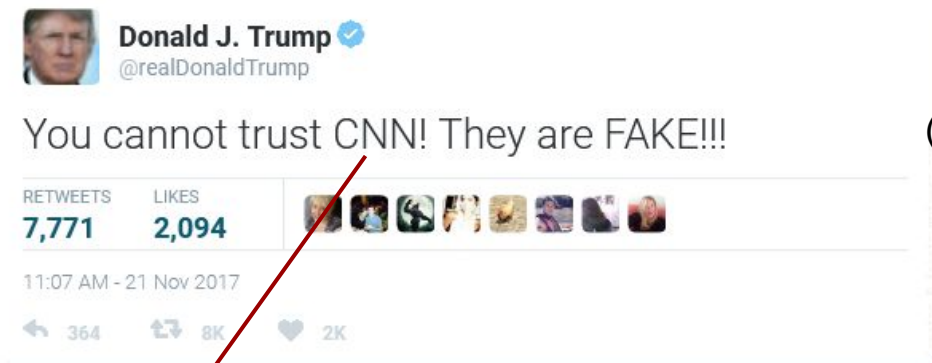 Donald J. Trump
@realDonaldTrump
You cannot trust CNN! They are FAKE!!!
RETWEETS LIKES
7,771 2,094
11:07 AM - 21 Nov 2017
364 8K 2K